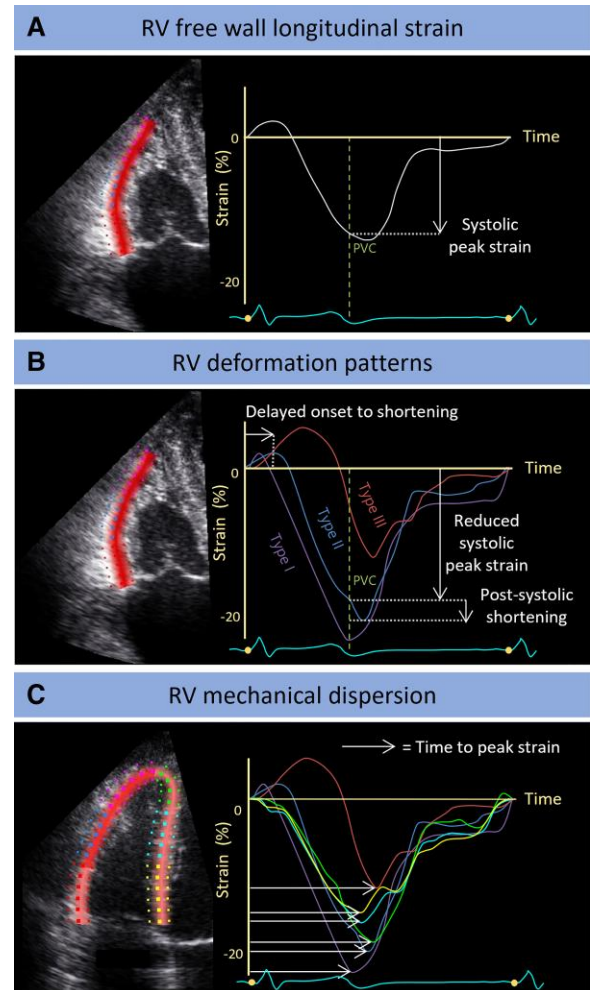 A
RV free wall longitudinal strain
0
Time
Strain (%)
Systolic
peak strain
PVC
-20
B
RV deformation patterns
Delayed onset to shortening
0
Time
Strain (%)
Type I
Type II
Type III
PVC
Reduced
systolic
peak strain
Post-systolic
shortening
-20
C
RV mechanical dispersion
= Time to peak strain
0
Time
Strain (%)
-20